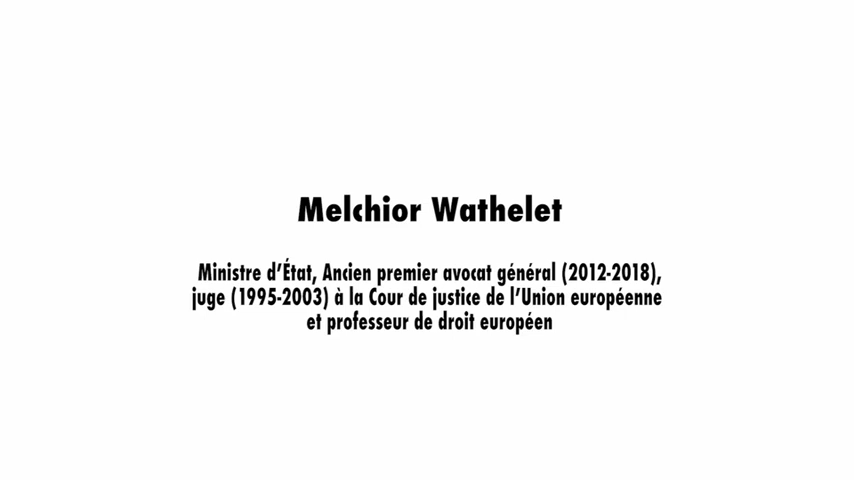 Melchior Wathelet
Ministre d’État, Ancien premier avocat général (2012-2018),
juge (1995-2003) à la Cour de justice de l’Union européenne
et professeur de droit européen